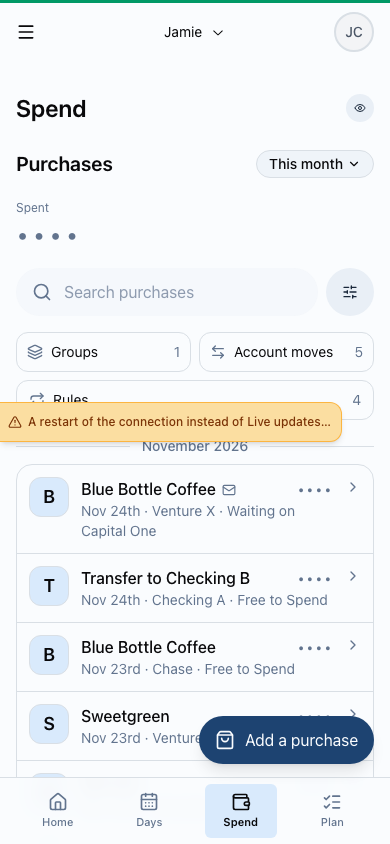 Jamie
JC
Spend
Purchases
This month
Spent
Search purchases
Groups 1
Account moves 5
Rules 4
A restart of the connection instead of Live updates...
November 2026
B
Blue Bottle Coffee
Nov 24th · Venture X · Waiting on
Capital One
T
Transfer to Checking B
Nov 24th · Checking A · Free to Spend
B
Blue Bottle Coffee
Nov 23rd · Chase · Free to Spend
S
Sweetgreen
Nov 23rd · Venture
Add a purchase
Home
Days
Spend
Plan